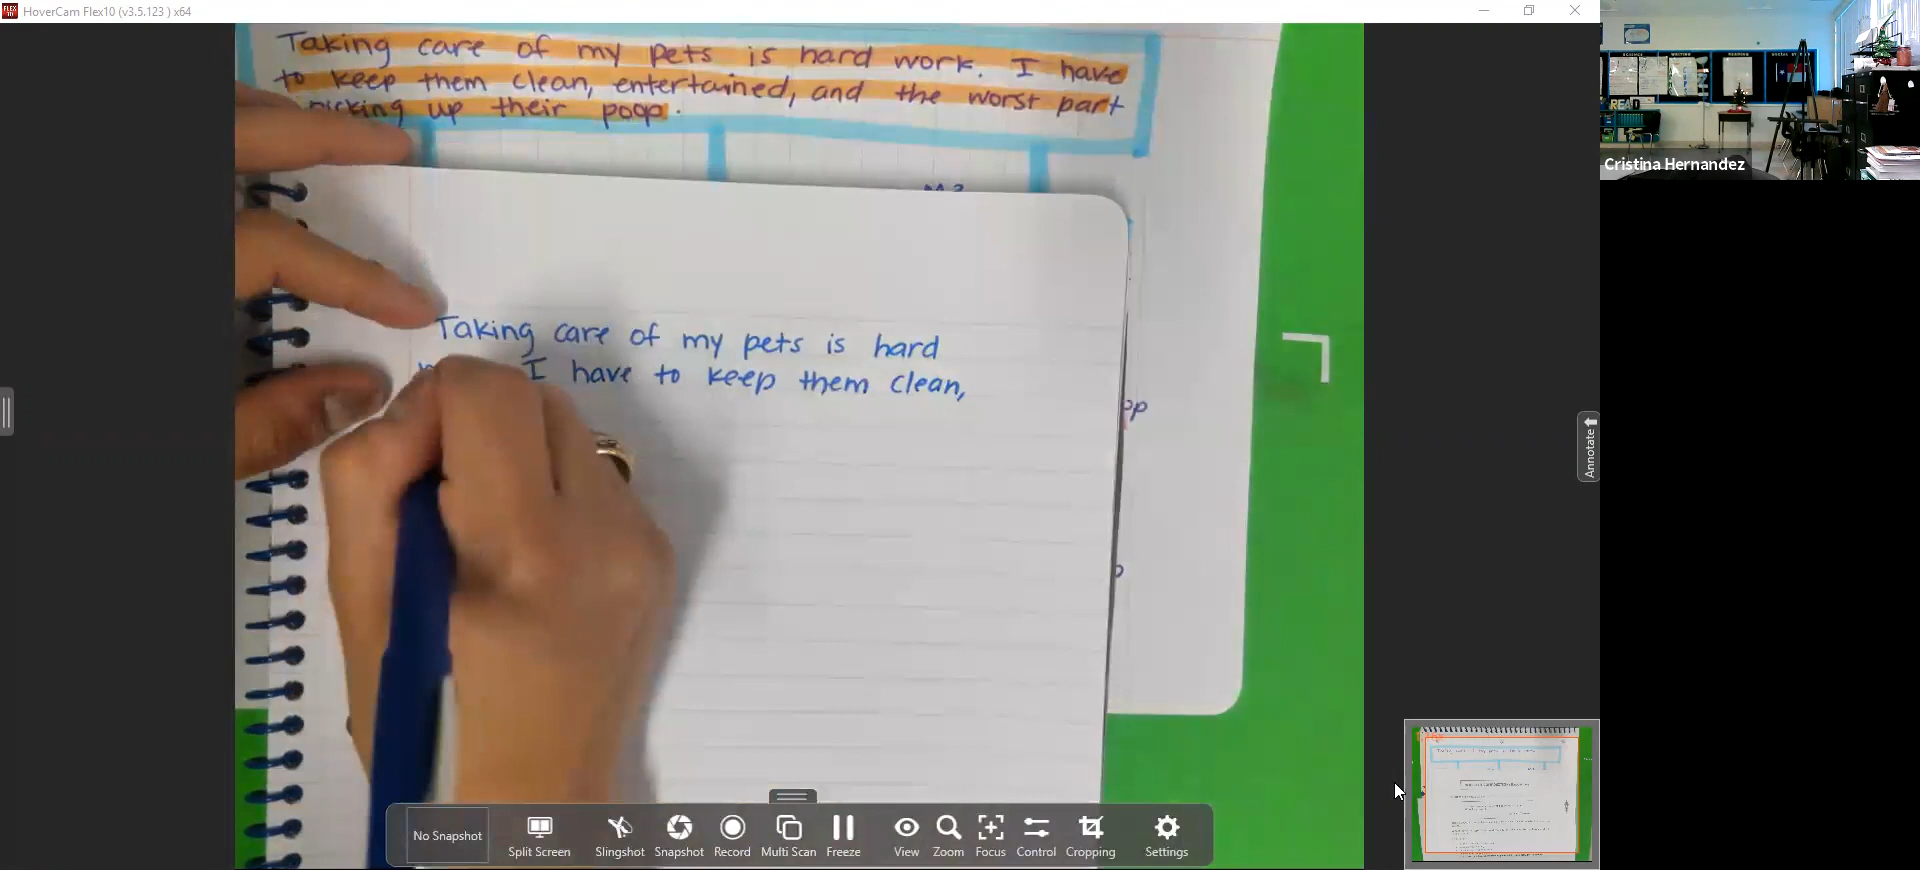 HoverCam Flex10 (v3.5.123 ) x64
Taking care of my pets is hard work. I have
to keep them clean, entertained, and the worst part
picking up their poop.
Taking care of my pets is hard
I have to keep them clean,
Cristina Hernandez
READ
Annotate
No Snapshot
Split Screen
Slingshot
Snapshot
Record
Multi Scan
Freeze
View
Zoom
Focus
Control
Cropping
Settings